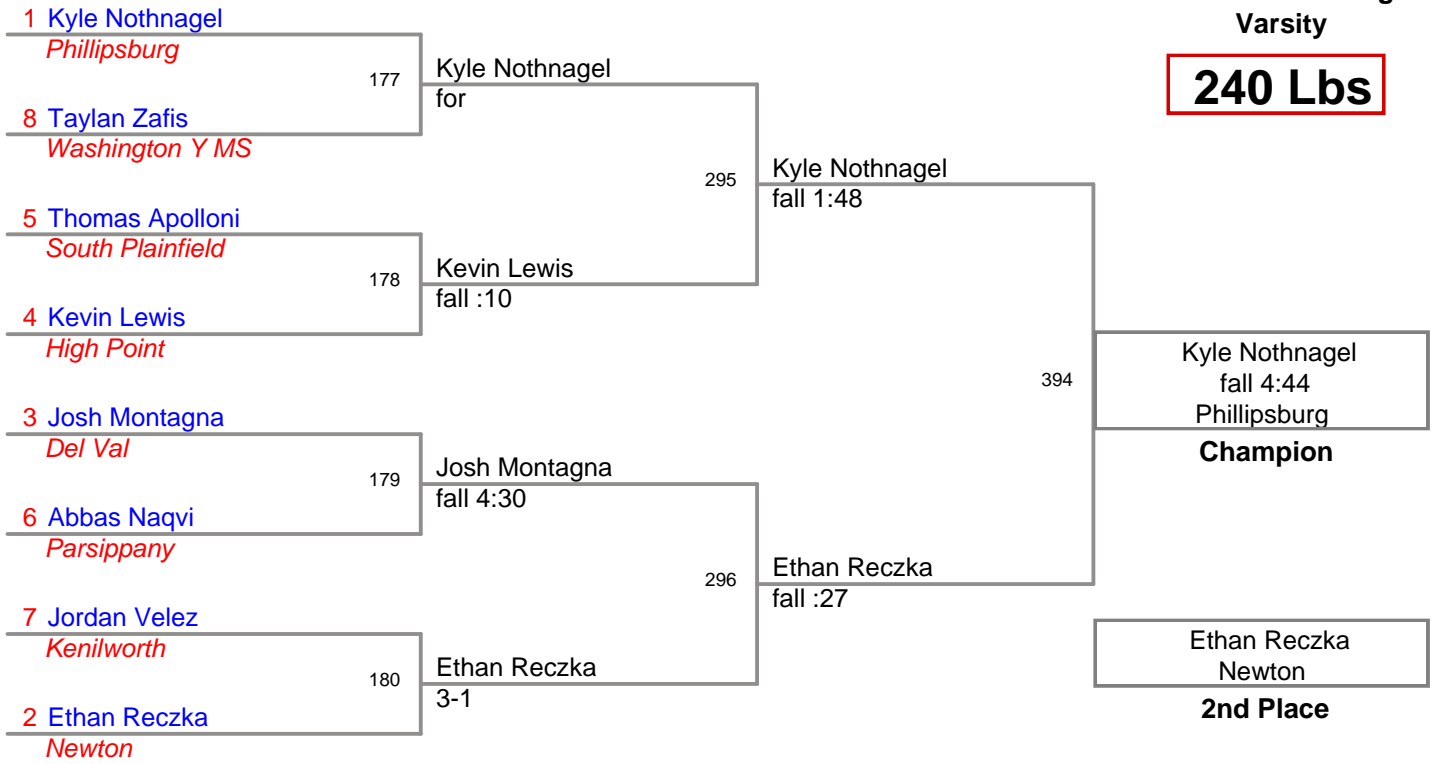 Varsity
240 Lbs
1 Kyle Nothnagel
Phillipsburg
177
Kyle Nothnagel
for
8 Taylan Zafis
Washington Y MS
295
Kyle Nothnagel
fall 1:48
5 Thomas Apolloni
South Plainfield
178
Kevin Lewis
fall :10
4 Kevin Lewis
High Point
394
Kyle Nothnagel
fall 4:44
Phillipsburg
Champion
3 Josh Montagna
Del Val
179
Josh Montagna
fall 4:30
6 Abbas Naqvi
Parsippany
296
Ethan Reczka
fall :27
7 Jordan Velez
Kenilworth
180
Ethan Reczka
3-1
2 Ethan Reczka
Newton
Ethan Reczka
Newton
2nd Place